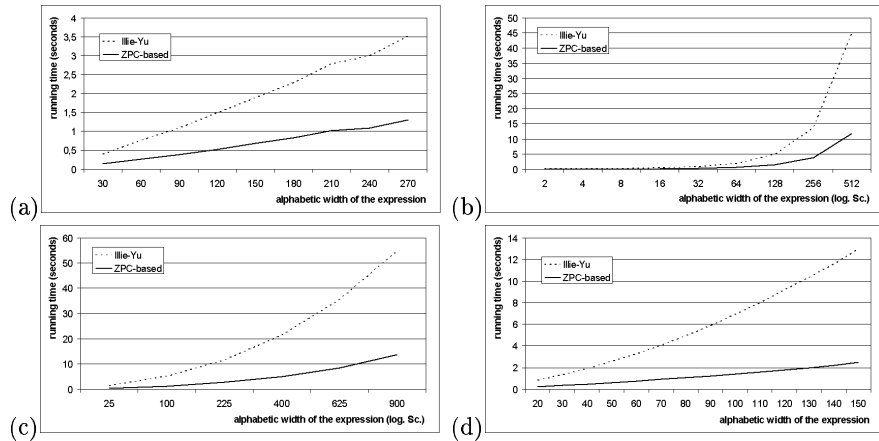 (a)
running time (seconds)
4
3,5
3
2,5
2
1,5
1
0,5
0
Illie-Yu
ZPC-based
30 60 90 120 150 180 210 240 270
alphabetic width of the expression
(b)
running time (seconds)
50
45
40
35
30
25
20
15
10
5
0
Illie-Yu
ZPC-based
2 4 8 16 32 64 128 256 512
alphabetic width of the expression (log. Sc.)
(c)
running time (seconds)
60
50
40
30
20
10
0
Illie-Yu
ZPC-based
25 100 225 400 625 900
alphabetic width of the expression (log. Sc.)
(d)
running time (seconds)
14
12
10
8
6
4
2
0
Illie-Yu
ZPC-based
20 30 40 50 60 70 80 90 100 110 120 130 140 150
alphabetic width of the expression